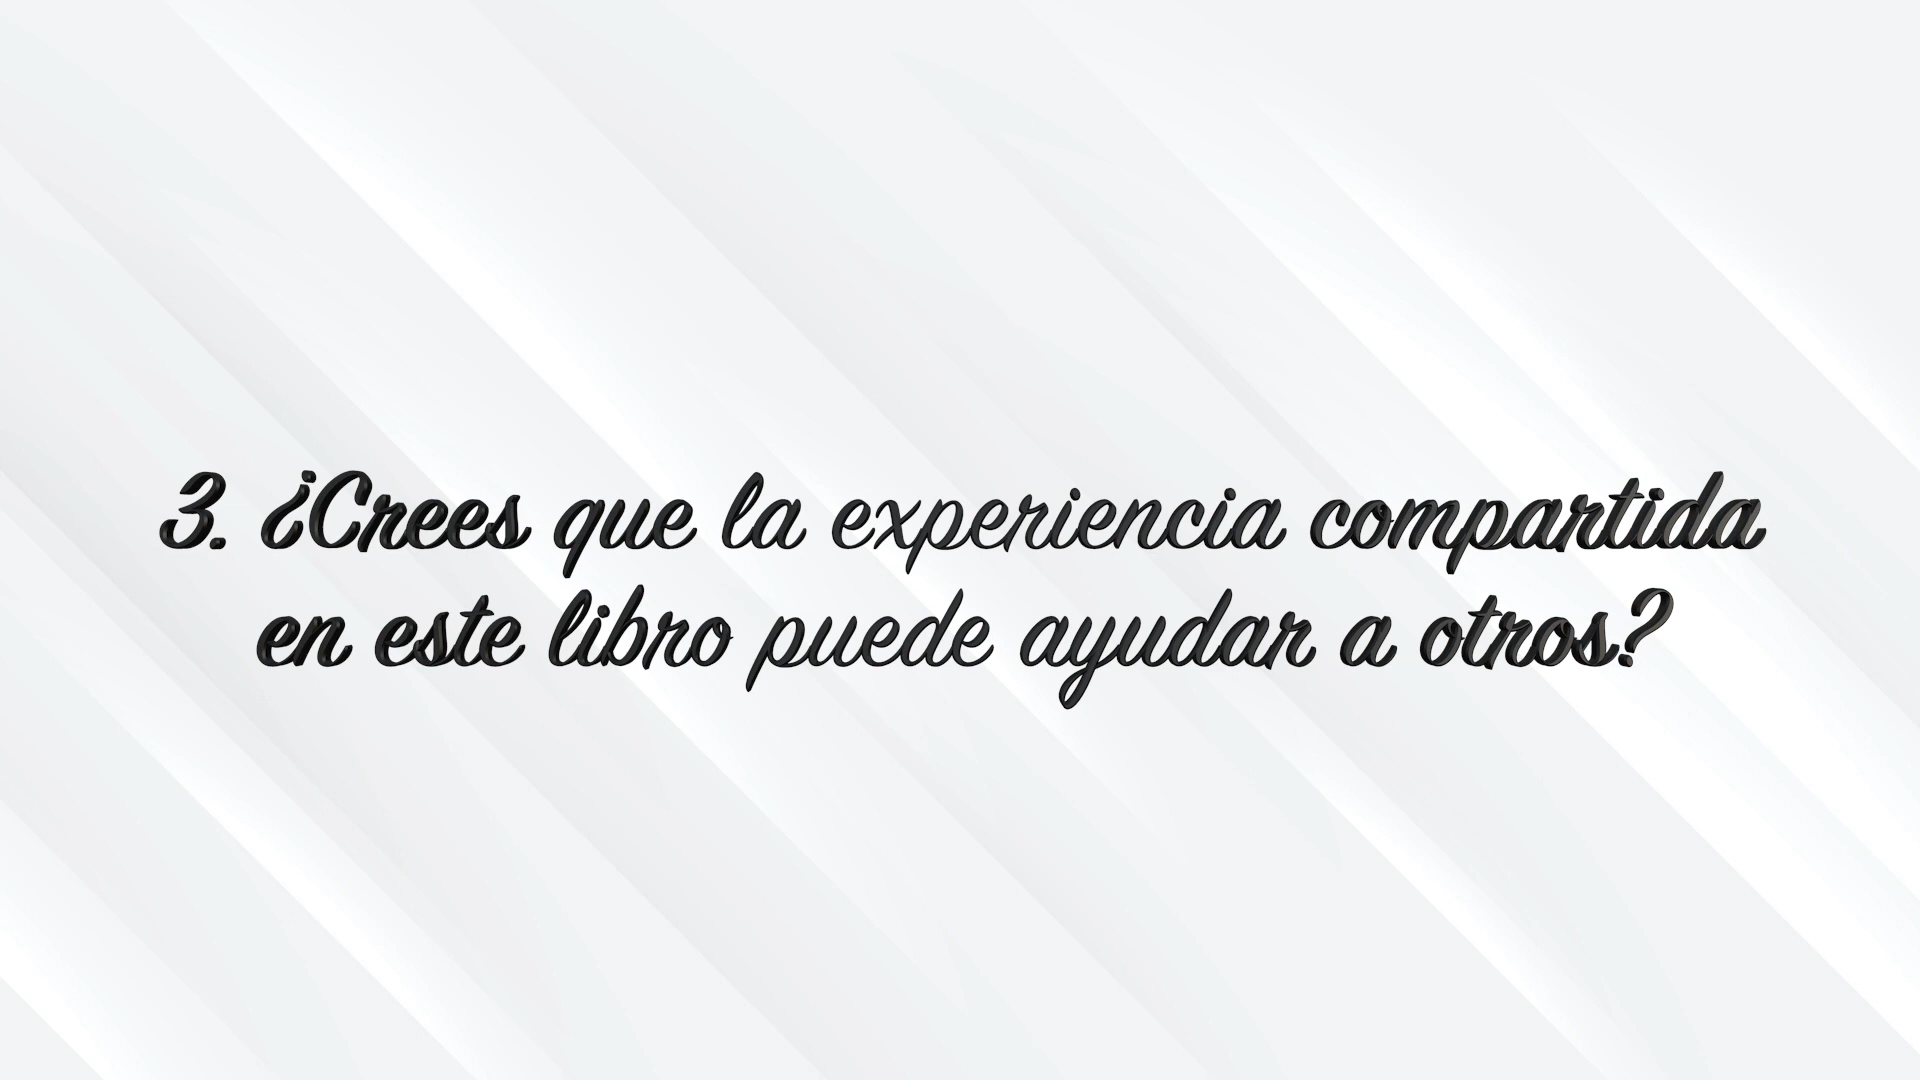 3. ¿Crees que la experiencia compartida
en este libro puede ayudar a otros?